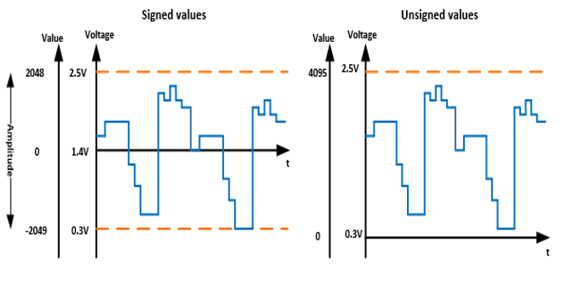 Signed values
Unsigned values
Value Voltage
Value Voltage
2048 2.5V
4095 2.5V
Amplitude
0 1.4V
t
-2049 0.3V
0 0.3V
t